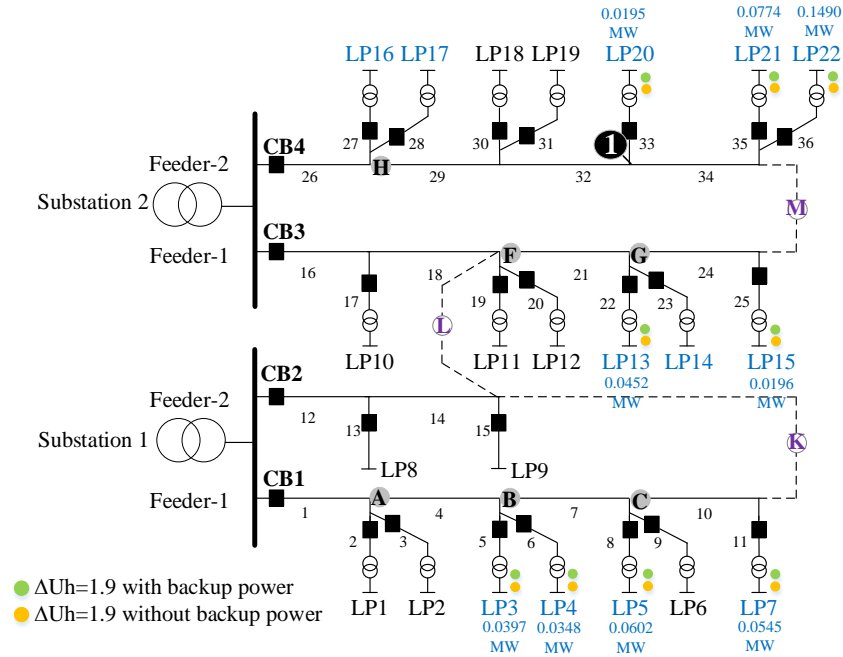 0.0195 0.0774 0.1490
MW MW MW
LP16 LP17 LP18 LP19 LP20 LP21 LP22
27 28 30 31 1 33 35 36
CB4
Feeder-2
26 H 29 32 34
Substation 2
M
CB3
F G
Feeder-1
16 18 21 24
17 19 20 22 23 25
L
LP10 LP11 LP12 LP13 LP14 LP15
0.0452 0.0196
MW MW
CB2
Feeder-2
12 14
13 15
Substation 1
K
LP8 LP9
CB1
A B C
Feeder-1
1 4 7 10
2 3 5 6 8 9 11
ΔUh=1.9 with backup power
ΔUh=1.9 without backup power
LP1 LP2 LP3 LP4 LP5 LP6 LP7
0.0397 0.0348 0.0602 0.0545
MW MW MW MW